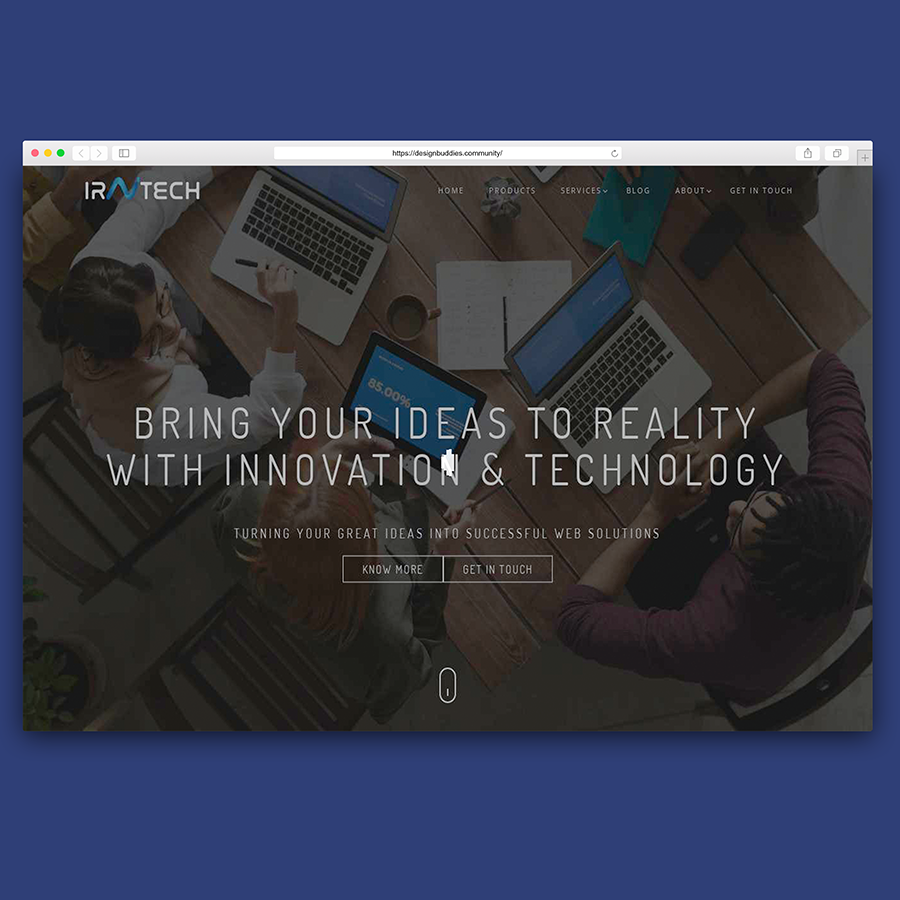 https://designbuddies.community/
IRNTECH
HOME PRODUCTS SERVICES BLOG ABOUT GET IN TOUCH
85.00%
BRING YOUR IDEAS TO REALITY
WITH INNOVATION & TECHNOLOGY
TURNING YOUR GREAT IDEAS INTO SUCCESSFUL WEB SOLUTIONS
KNOW MORE GET IN TOUCH